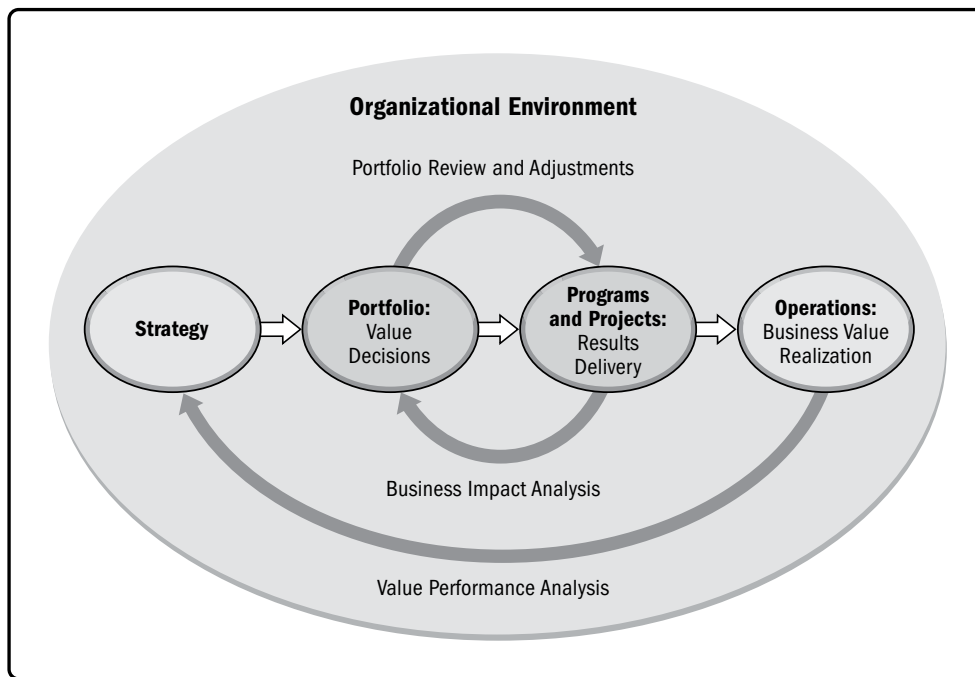 Organizational Environment
Portfolio Review and Adjustments
Strategy
Portfolio:
Value
Decisions
Programs
and Projects:
Results
Delivery
Operations:
Business Value
Realization
Business Impact Analysis
Value Performance Analysis